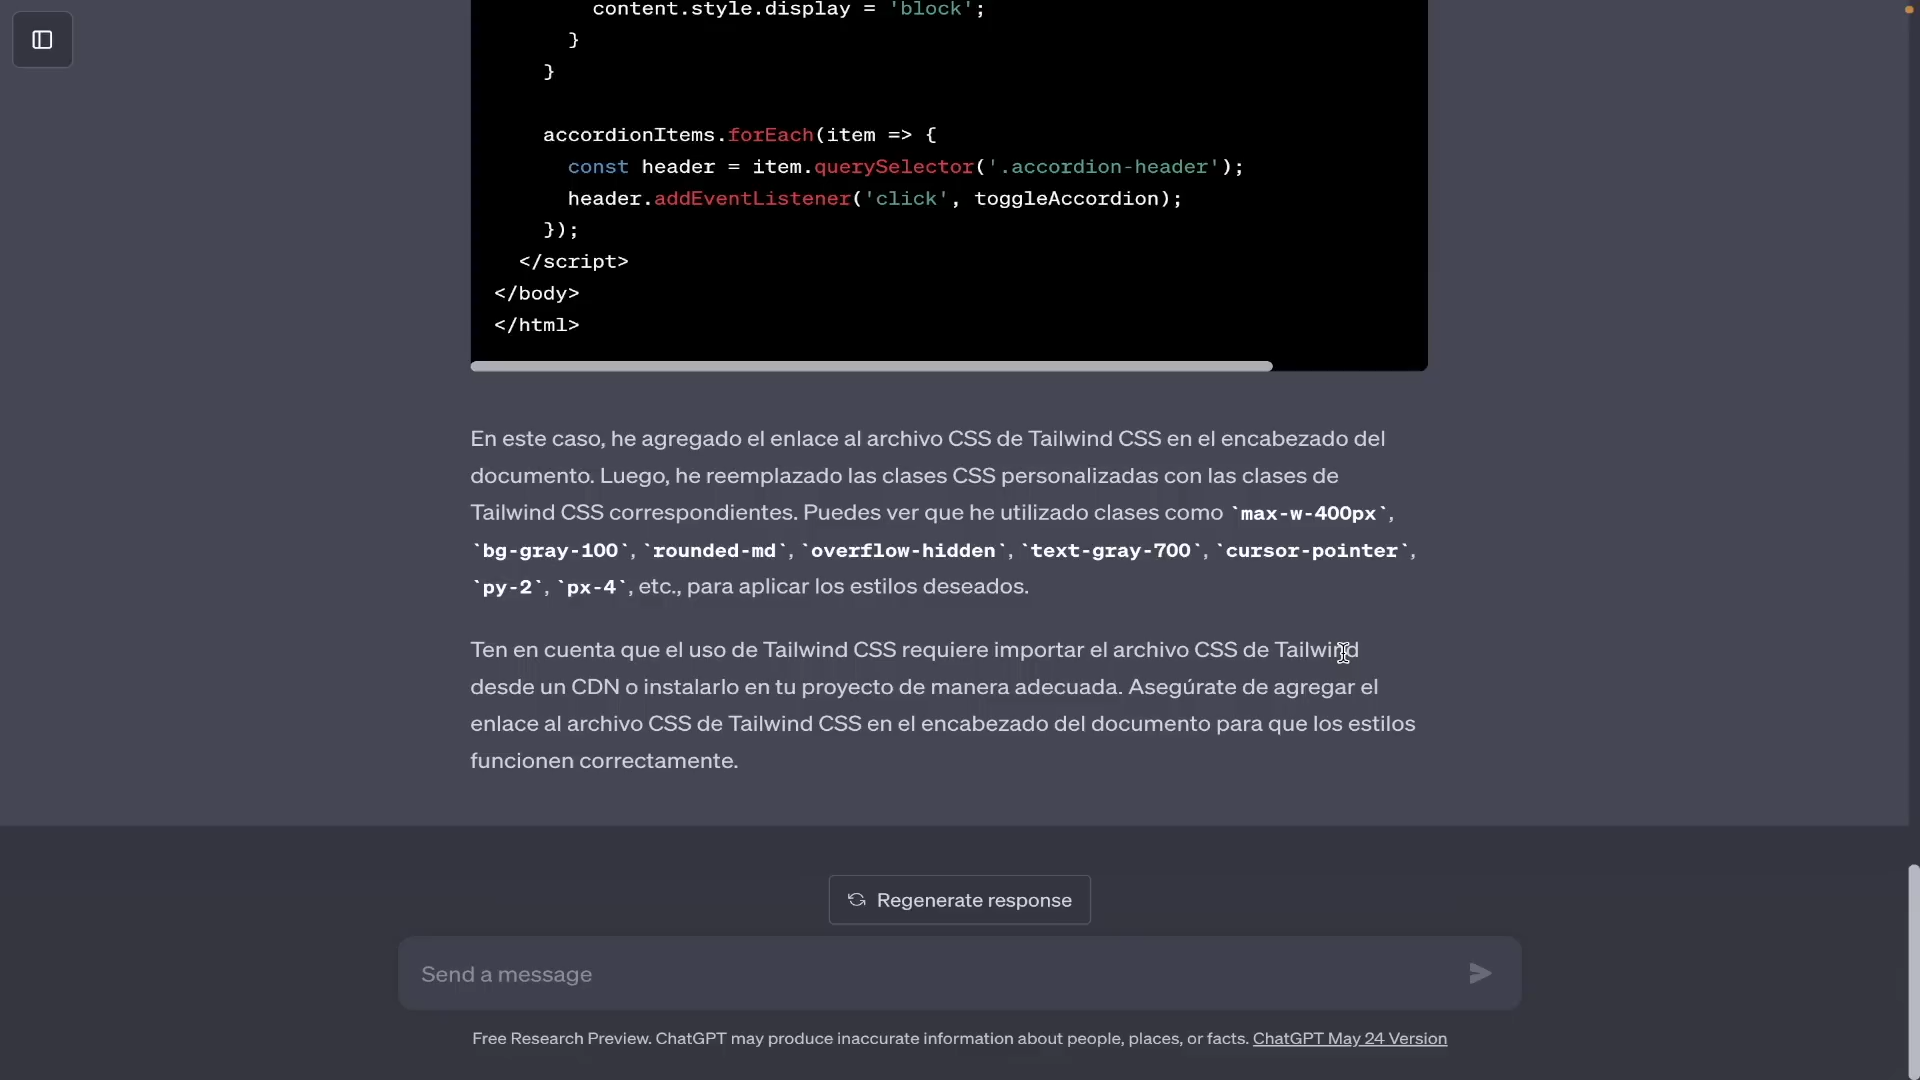 content.style.display = 'block';
}
}
accordionItems.forEach(item => {
const header = item.querySelector('.accordion-header');
header.addEventListener('click', toggleAccordion);
});
</script>
</body>
</html>
En este caso, he agregado el enlace al archivo CSS de Tailwind CSS en el encabezado del
documento. Luego, he reemplazado las clases CSS personalizadas con las clases de
Tailwind CSS correspondientes. Puedes ver que he utilizado clases como `max-w-400px`,
`bg-gray-100`, `rounded-md`, `overflow-hidden`, `text-gray-700`, `cursor-pointer`,
`py-2`, `px-4`, etc., para aplicar los estilos deseados.
Ten en cuenta que el uso de Tailwind CSS requiere importar el archivo CSS de Tailwind
desde un CDN o instalarlo en tu proyecto de manera adecuada. Asegúrate de agregar el
enlace al archivo CSS de Tailwind CSS en el encabezado del documento para que los estilos
funcionen correctamente.
Regenerate response
Send a message
Free Research Preview. ChatGPT may produce inaccurate information about people, places, or facts. ChatGPT May 24 Version